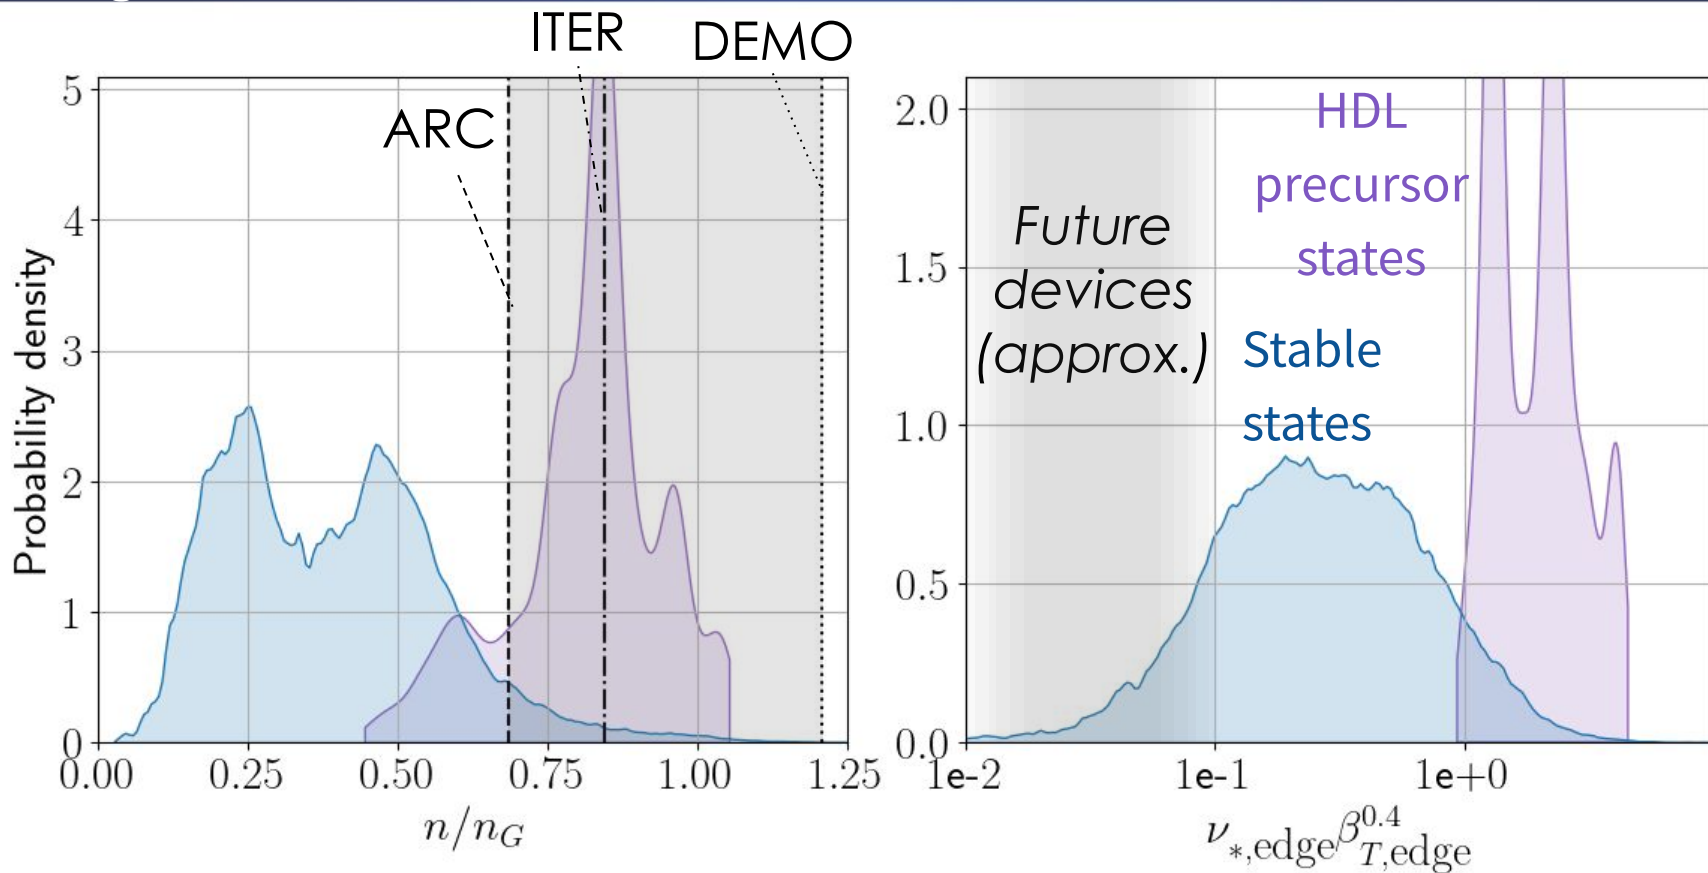 ITER
DEMO
ARC
5
4
3
2
1
0
Probability density
0.00 0.25 0.50 0.75 1.00 1.25
n/n_G
2.0
1.5
1.0
0.5
0.0
HDL
precursor
states
Future
devices
(approx.)
Stable
states
1e-2 1e-1 1e+0
ν_{*,edge}β_{T,edge}^{0.4}